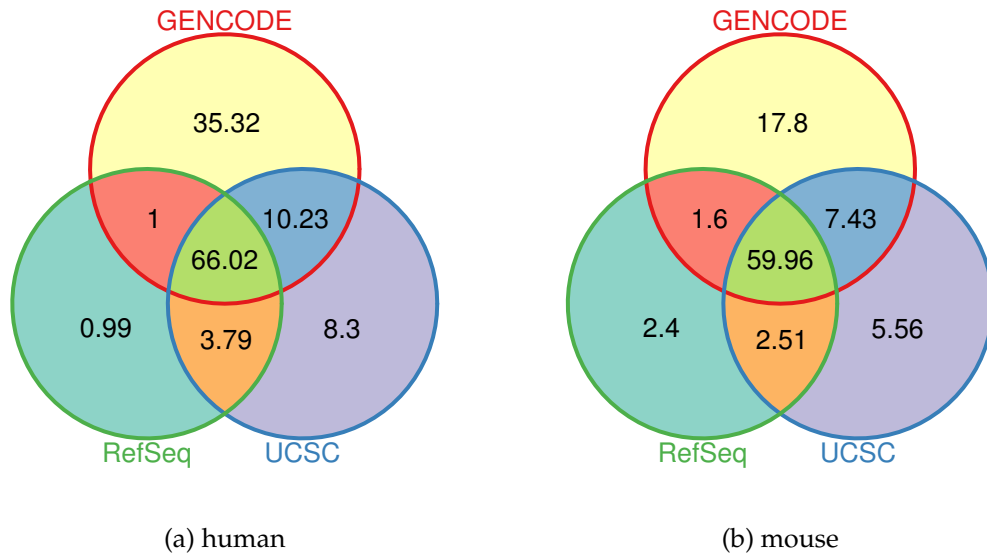 GENCODE
35.32
1
10.23
66.02
0.99
3.79
8.3
RefSeq
UCSC
(a) human
GENCODE
17.8
1.6
7.43
59.96
2.4
2.51
5.56
RefSeq
UCSC
(b) mouse